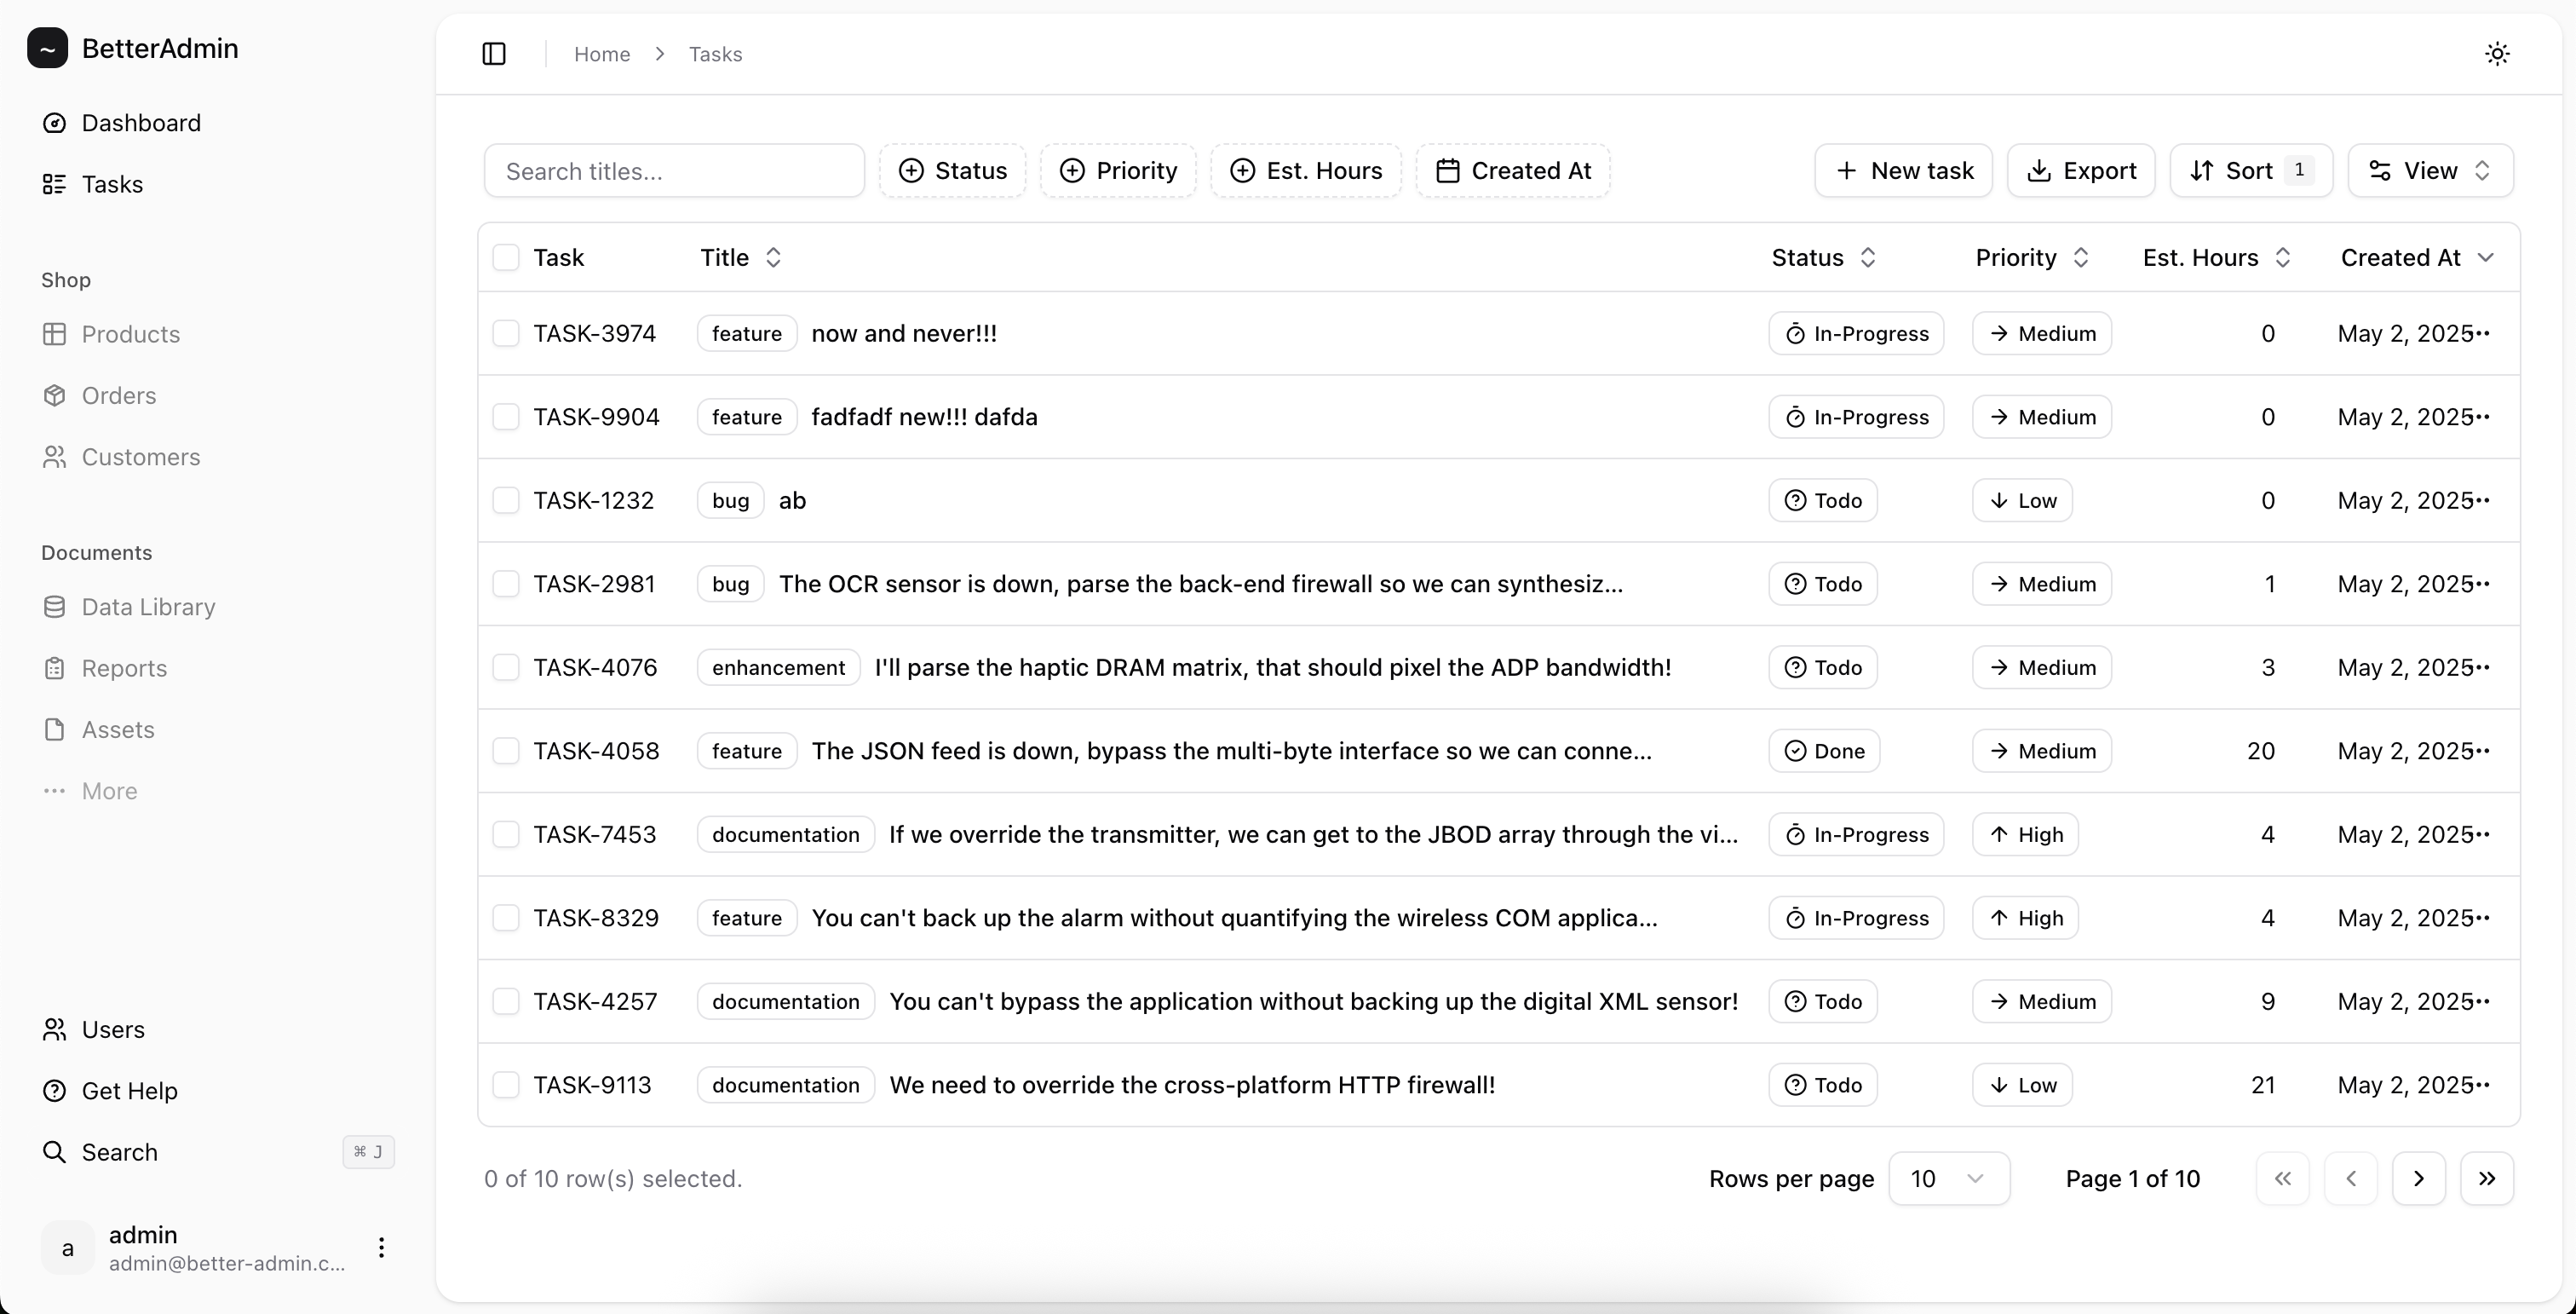 ~ BetterAdmin
Dashboard
Tasks
Shop
Products
Orders
Customers
Documents
Data Library
Reports
Assets
More
Users
Get Help
Search ⌘ J
a admin
admin@better-admin.c...
Home > Tasks
Search titles... Status Priority Est. Hours Created At New task Export Sort 1 View
Task Title Status Priority Est. Hours Created At
TASK-3974 feature now and never!!! In-Progress Medium 0 May 2, 2025
TASK-9904 feature fadfadf new!!! dafda In-Progress Medium 0 May 2, 2025
TASK-1232 bug ab Todo Low 0 May 2, 2025
TASK-2981 bug The OCR sensor is down, parse the back-end firewall so we can synthesiz... Todo Medium 1 May 2, 2025
TASK-4076 enhancement I'll parse the haptic DRAM matrix, that should pixel the ADP bandwidth! Todo Medium 3 May 2, 2025
TASK-4058 feature The JSON feed is down, bypass the multi-byte interface so we can conne... Done Medium 20 May 2, 2025
TASK-7453 documentation If we override the transmitter, we can get to the JBOD array through the vi... In-Progress High 4 May 2, 2025
TASK-8329 feature You can't back up the alarm without quantifying the wireless COM applica... In-Progress High 4 May 2, 2025
TASK-4257 documentation You can't bypass the application without backing up the digital XML sensor! Todo Medium 9 May 2, 2025
TASK-9113 documentation We need to override the cross-platform HTTP firewall! Todo Low 21 May 2, 2025
0 of 10 row(s) selected. Rows per page 10 Page 1 of 10